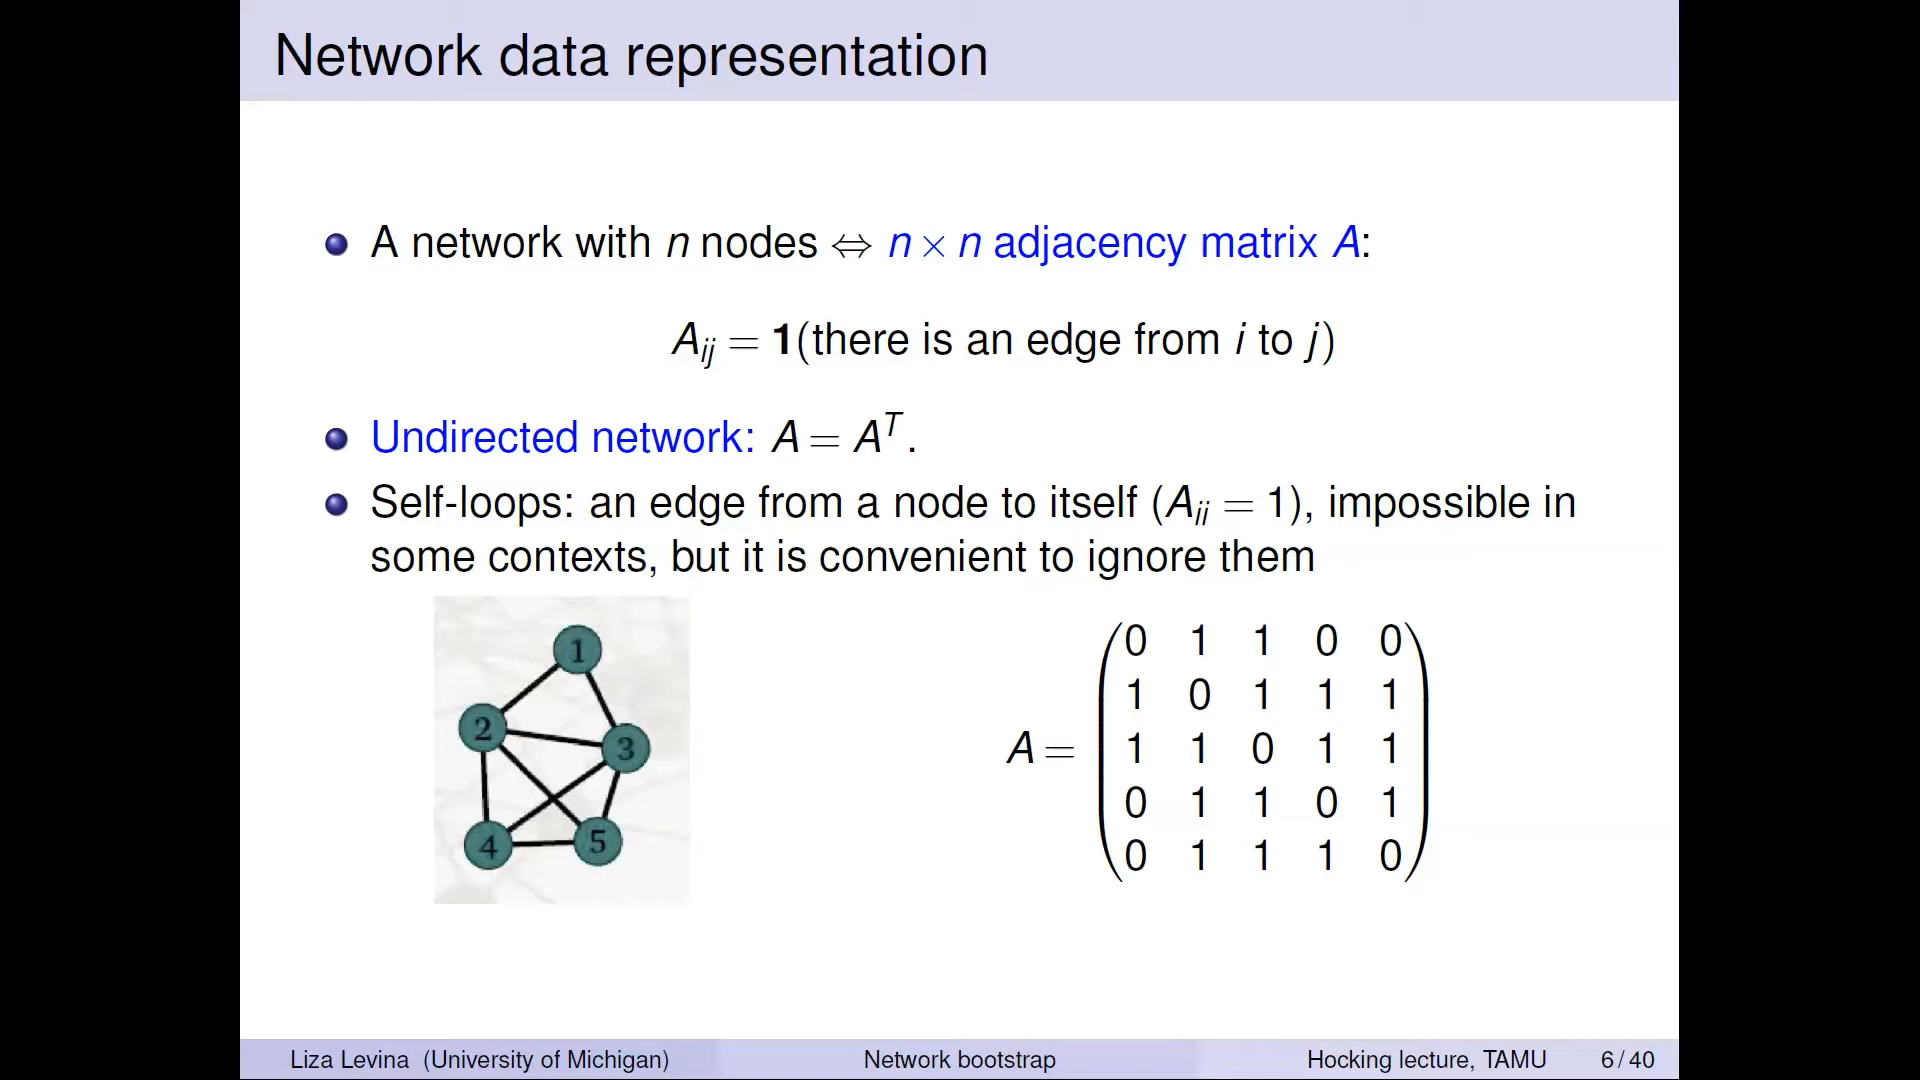 Network data representation
A network with n nodes ⇔ n × n adjacency matrix A:
A_ij = 1(there is an edge from i to j)
Undirected network: A = A^T.
Self-loops: an edge from a node to itself (A_ii = 1), impossible in
some contexts, but it is convenient to ignore them
1
2
3
4
5
0 1 1 0 0
1 0 1 1 1
A = 1 1 0 1 1
0 1 1 0 1
0 1 1 1 0
Liza Levina (University of Michigan) Network bootstrap Hocking lecture, TAMU 6 / 40